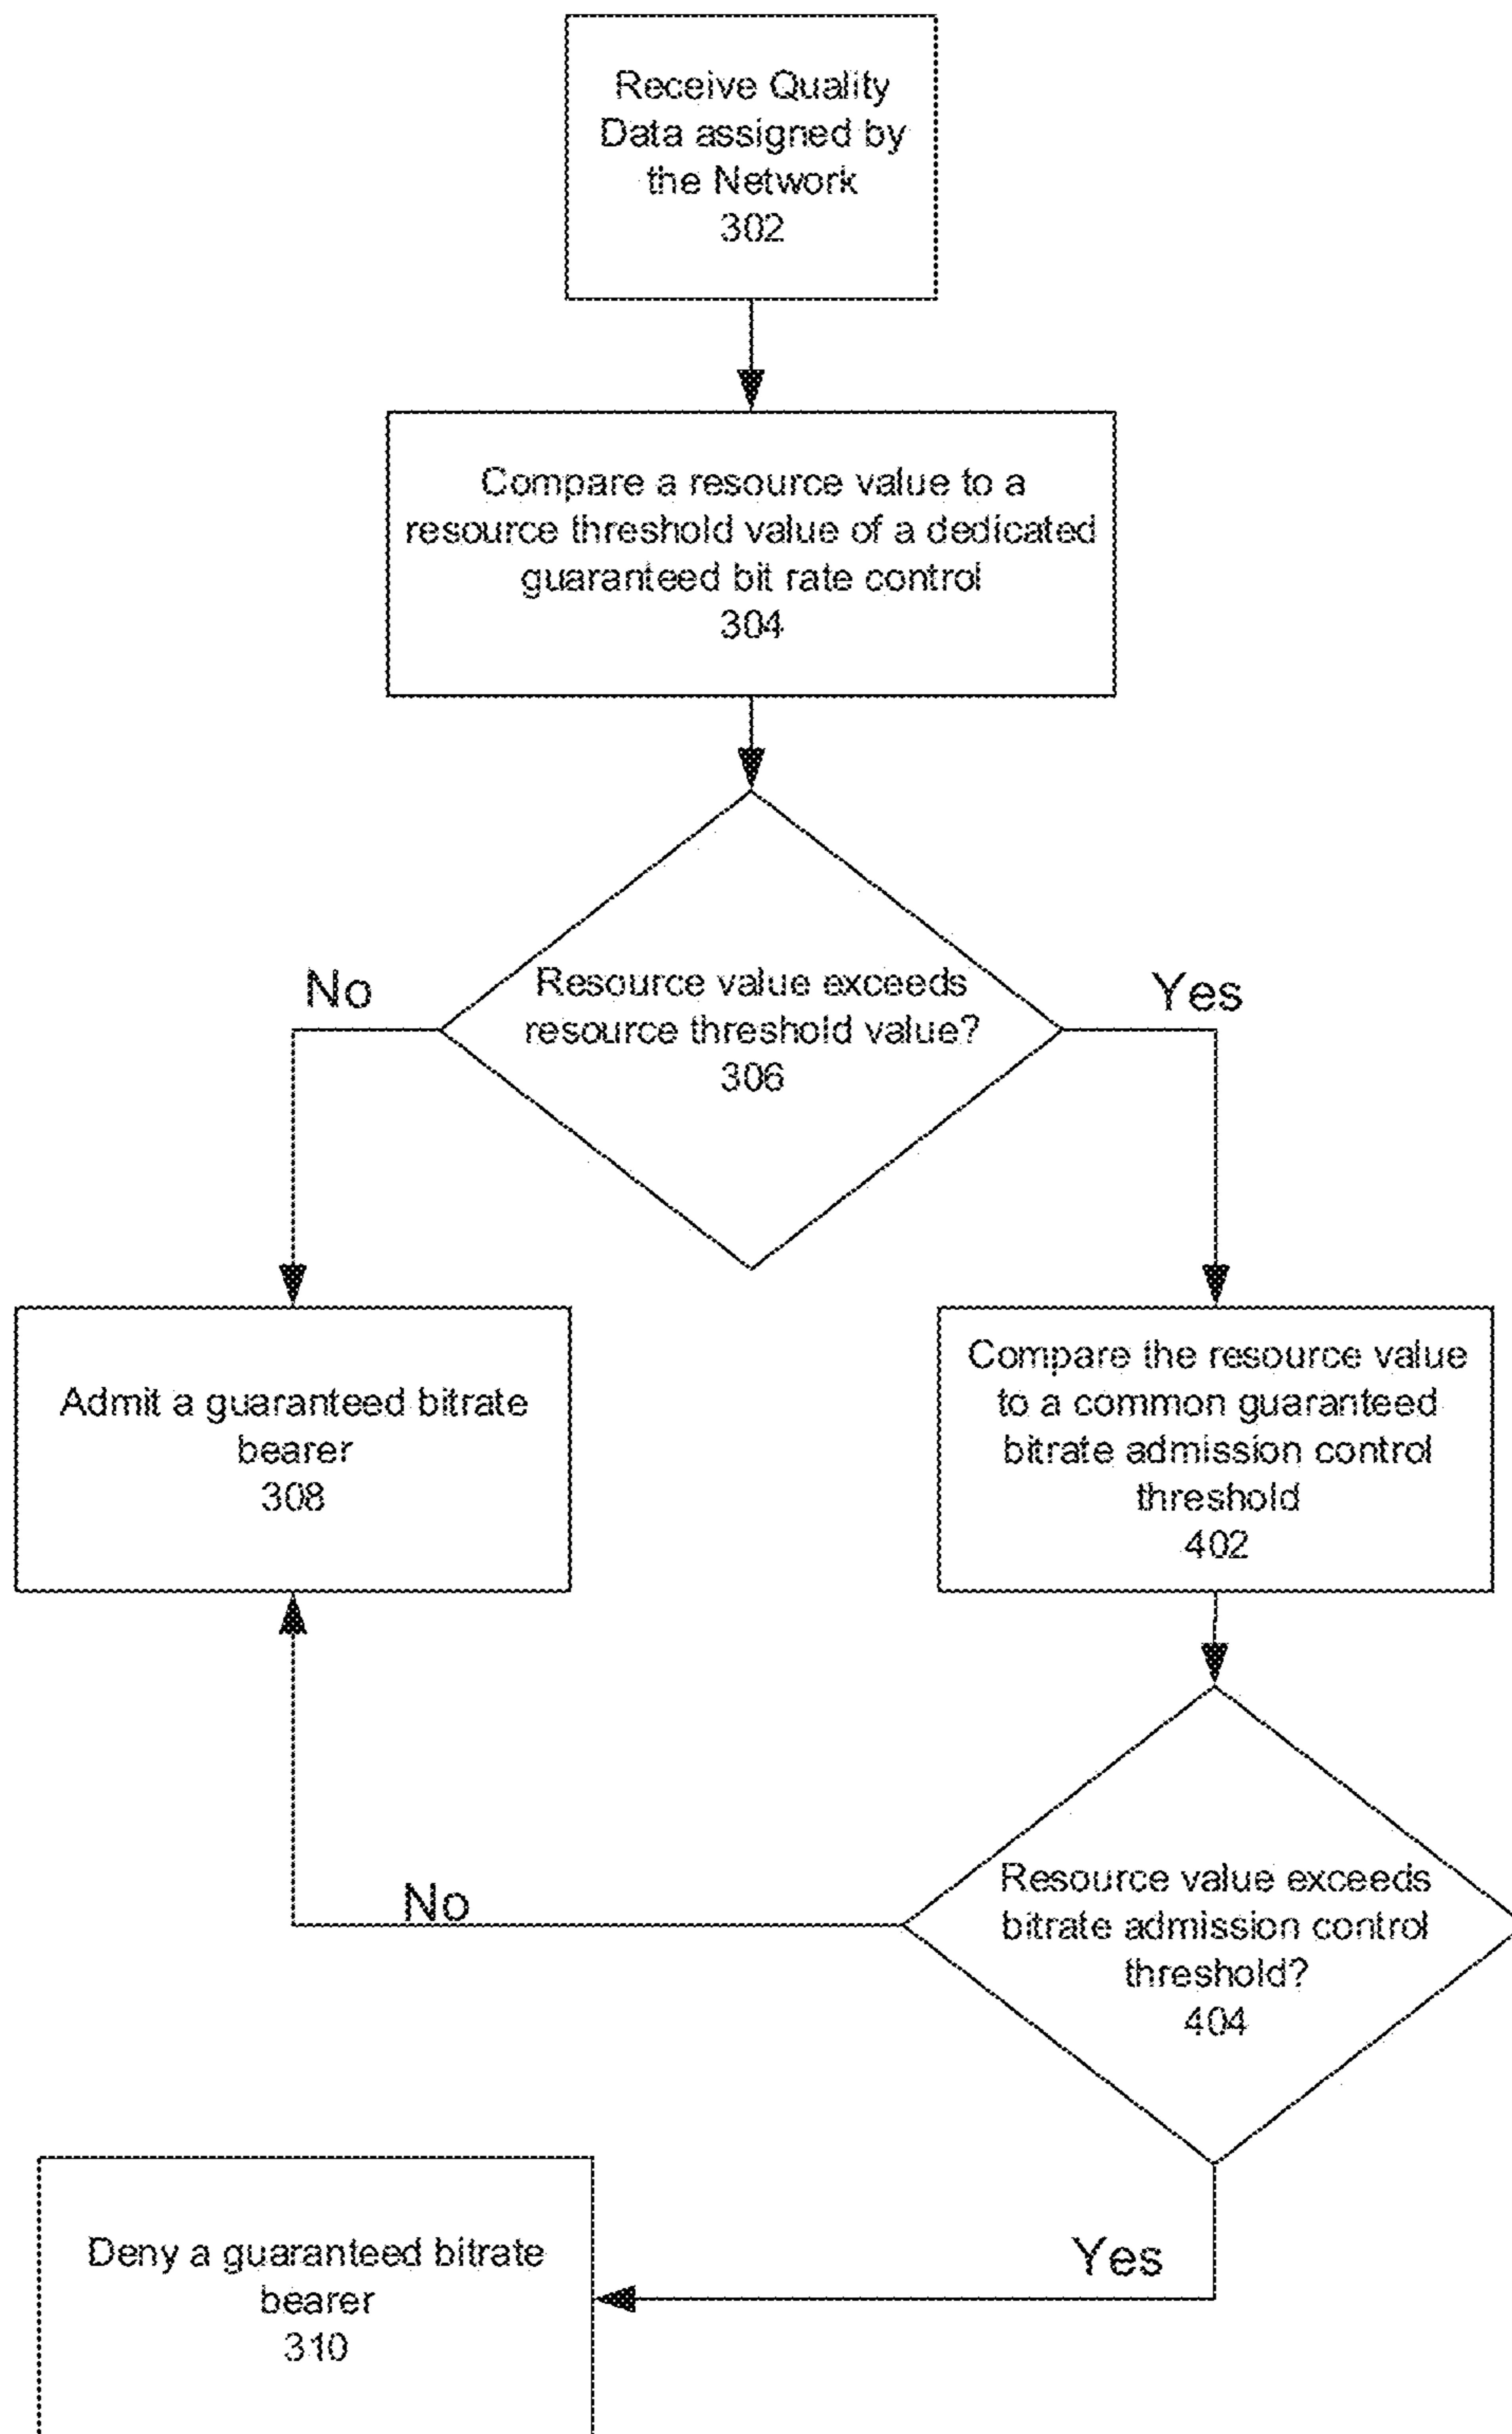 Receive Quality
Data assigned by
the Network
302
Compare a resource value to a
resource threshold value of a dedicated
guaranteed bit rate control
304
No
Resource value exceeds
resource threshold value?
306
Yes
Admit a guaranteed bitrate
bearer
308
Compare the resource value
to a common guaranteed
bitrate admission control
threshold
402
No
Resource value exceeds
bitrate admission control
threshold?
404
Deny a guaranteed bitrate
bearer
310
Yes